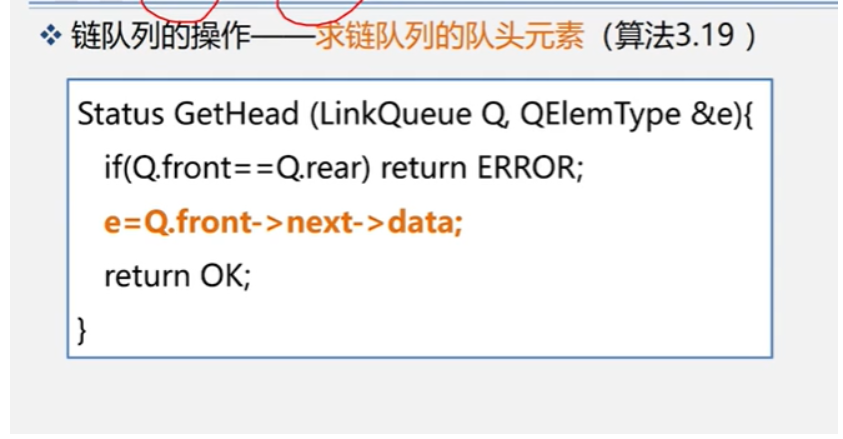 ❖ 链队列的操作——求链队列的队头元素（算法3.19 ）
Status GetHead (LinkQueue Q, QElemType &e){
if(Q.front==Q.rear) return ERROR;
e=Q.front->next->data;
return OK;
}